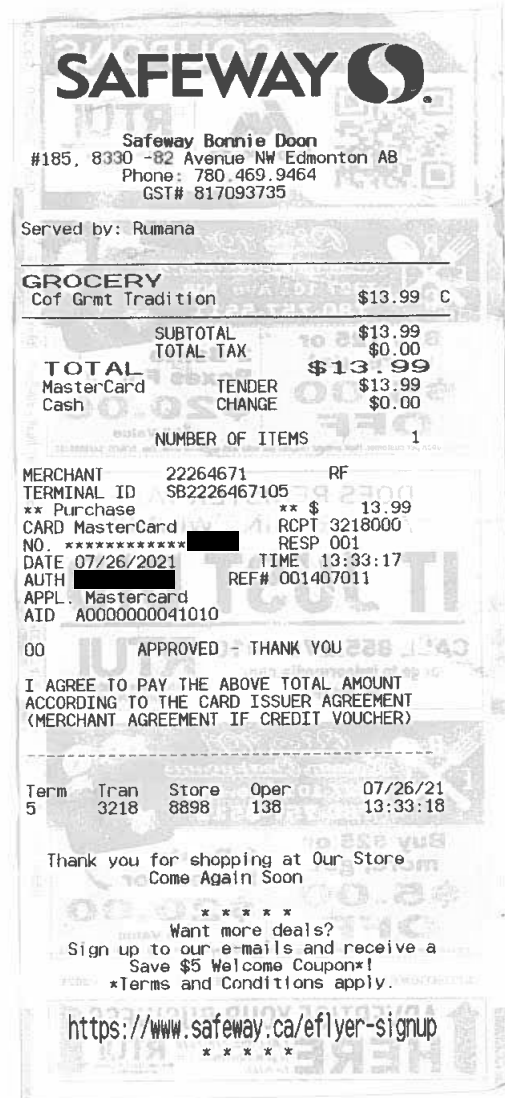 SAFEWAY
Safeway Bonnie Doon
#185, 8330 -82 Avenue NW Edmonton AB
Phone: 780.469.9464
GST# 817093735
Served by: Rumana
GROCERY
Cof Grmt Tradition $13.99 C
SUBTOTAL $13.99
TOTAL TAX $0.00
TOTAL $13.99
MasterCard TENDER $13.99
Cash CHANGE $0.00
NUMBER OF ITEMS 1
MERCHANT 22264671 RF
TERMINAL ID SB2226467105
** Purchase ** $ 13.99
CARD MasterCard RCPT 3218000
NO. ************ RESP 001
DATE 07/26/2021 TIME 13:33:17
AUTH REF# 001407011
APPL. Mastercard
AID A0000000041010
00 APPROVED - THANK YOU
I AGREE TO PAY THE ABOVE TOTAL AMOUNT
ACCORDING TO THE CARD ISSUER AGREEMENT
(MERCHANT AGREEMENT IF CREDIT VOUCHER)
Term Tran Store Oper 07/26/21
5 3218 8898 138 13:33:18
Thank you for shopping at Our Store
Come Again Soon
* * * * *
Want more deals?
Sign up to our e-mails and receive a
Save $5 Welcome Coupon*!
*Terms and Conditions apply.
https://www.safeway.ca/eflyer-signup
* * * * *